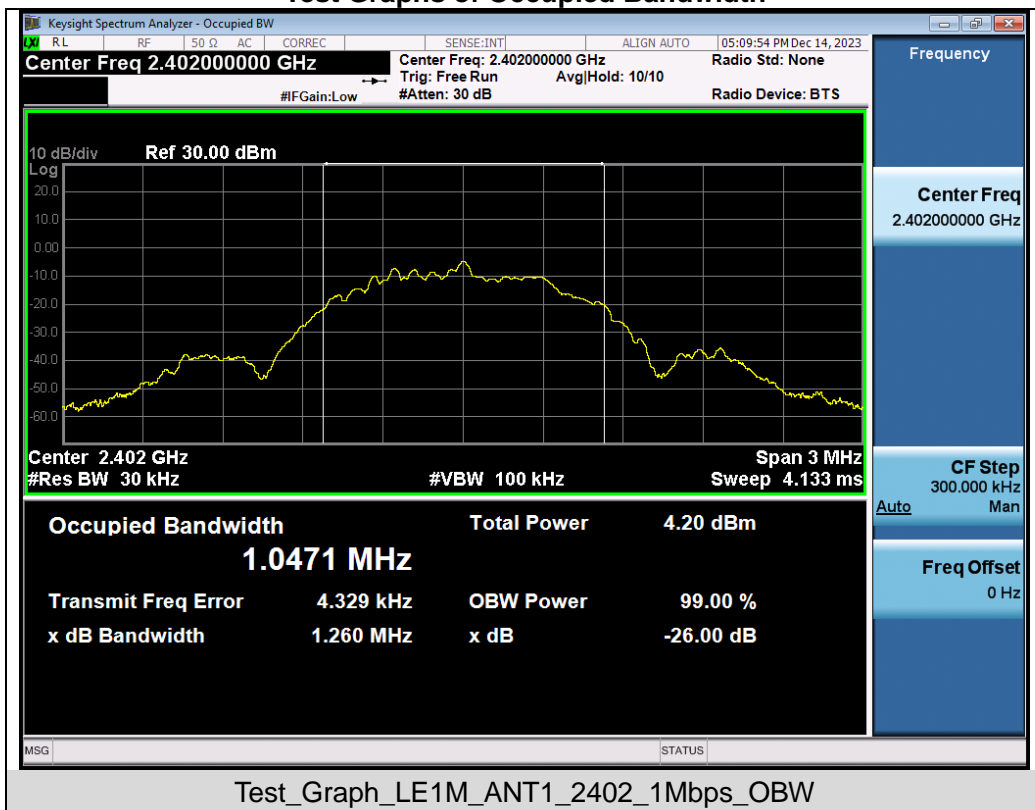 Test Graphs of Occupied Bandwidth
Keysight Spectrum Analyzer - Occupied BW
LXI RL RF 50 Ω AC CORREC SENSE:INT ALIGN AUTO 05:09:54 PM Dec 14, 2023
Center Freq 2.402000000 GHz
Center Freq: 2.402000000 GHz Radio Std: None
Trig: Free Run Avg|Hold: 10/10
#IFGain:Low #Atten: 30 dB Radio Device: BTS
Frequency
10 dB/div Ref 30.00 dBm
Log
20.0
10.0
0.00
-10.0
-20.0
-30.0
-40.0
-50.0
-60.0
Center 2.402 GHz Span 3 MHz
#Res BW 30 kHz #VBW 100 kHz Sweep 4.133 ms
Center Freq
2.402000000 GHz
CF Step
300.000 kHz
Auto Man
Freq Offset
0 Hz
Occupied Bandwidth Total Power 4.20 dBm
1.0471 MHz
Transmit Freq Error 4.329 kHz OBW Power 99.00 %
x dB Bandwidth 1.260 MHz x dB -26.00 dB
MSG STATUS
Test_Graph_LE1M_ANT1_2402_1Mbps_OBW